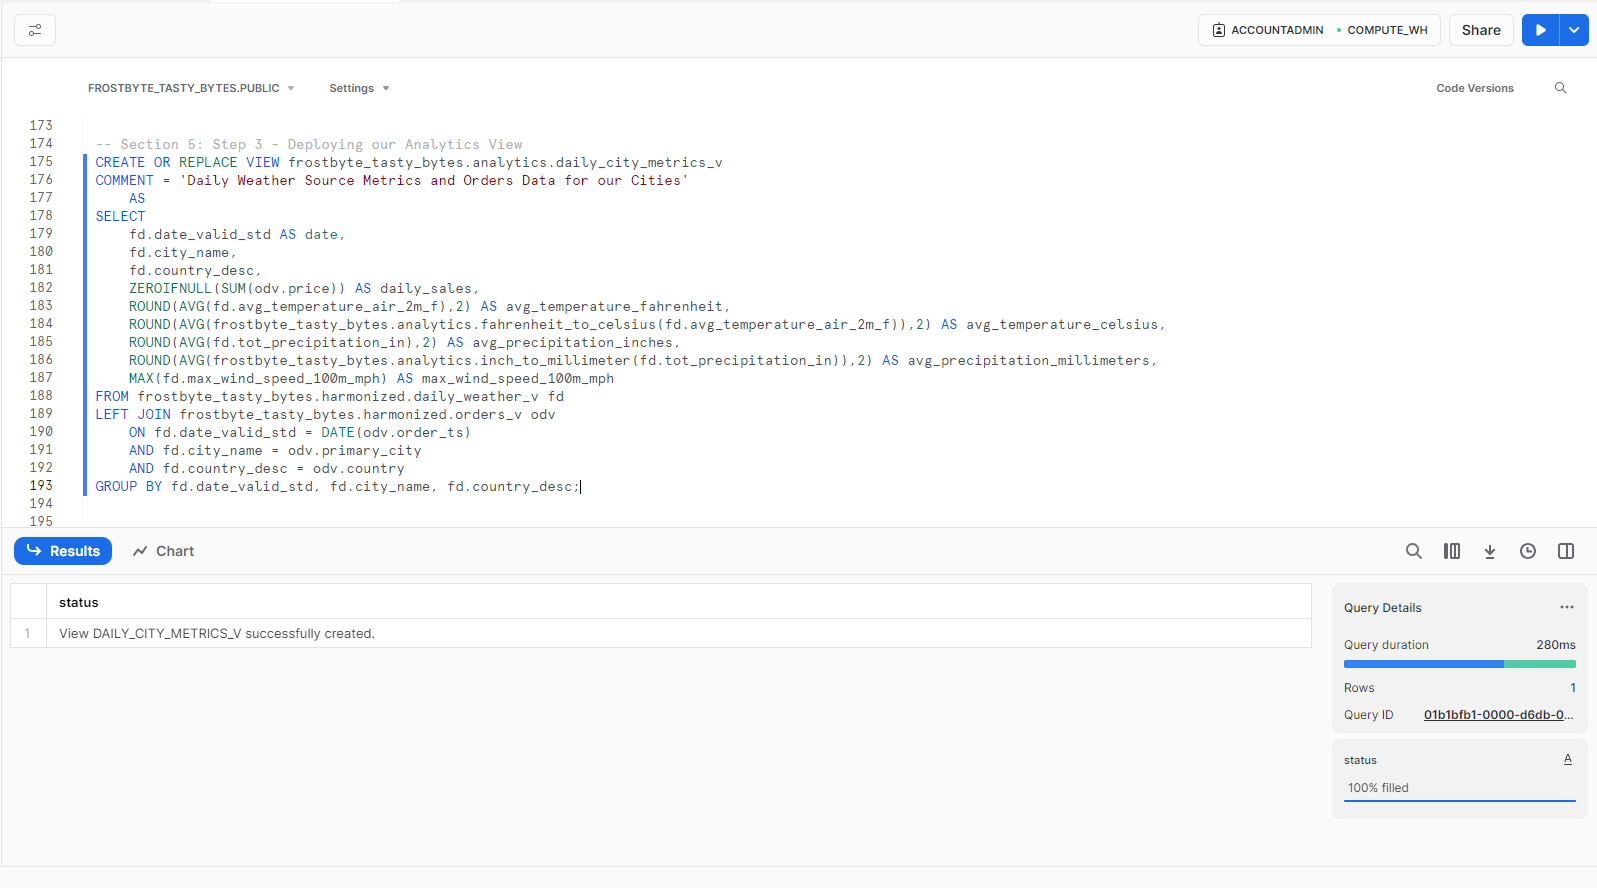 ACCOUNTADMIN COMPUTE_WH Share
FROSTBYTE_TASTY_BYTES.PUBLIC Settings Code Versions
173
174 -- Section 5: Step 3 - Deploying our Analytics View
175 CREATE OR REPLACE VIEW frostbyte_tasty_bytes.analytics.daily_city_metrics_v
176 COMMENT = 'Daily Weather Source Metrics and Orders Data for our Cities'
177 AS
178 SELECT
179 fd.date_valid_std AS date,
180 fd.city_name,
181 fd.country_desc,
182 ZEROIFNULL(SUM(odv.price)) AS daily_sales,
183 ROUND(AVG(fd.avg_temperature_air_2m_f),2) AS avg_temperature_fahrenheit,
184 ROUND(AVG(frostbyte_tasty_bytes.analytics.fahrenheit_to_celsius(fd.avg_temperature_air_2m_f)),2) AS avg_temperature_celsius,
185 ROUND(AVG(fd.tot_precipitation_in),2) AS avg_precipitation_inches,
186 ROUND(AVG(frostbyte_tasty_bytes.analytics.inch_to_millimeter(fd.tot_precipitation_in)),2) AS avg_precipitation_millimeters,
187 MAX(fd.max_wind_speed_100m_mph) AS max_wind_speed_100m_mph
188 FROM frostbyte_tasty_bytes.harmonized.daily_weather_v fd
189 LEFT JOIN frostbyte_tasty_bytes.harmonized.orders_v odv
190 ON fd.date_valid_std = DATE(odv.order_ts)
191 AND fd.city_name = odv.primary_city
192 AND fd.country_desc = odv.country
193 GROUP BY fd.date_valid_std, fd.city_name, fd.country_desc;
194
195
Results Chart
status
1 View DAILY_CITY_METRICS_V successfully created.
Query Details ...
Query duration 280ms
Rows 1
Query ID 01b1bfb1-0000-d6db-0...
status A
100% filled